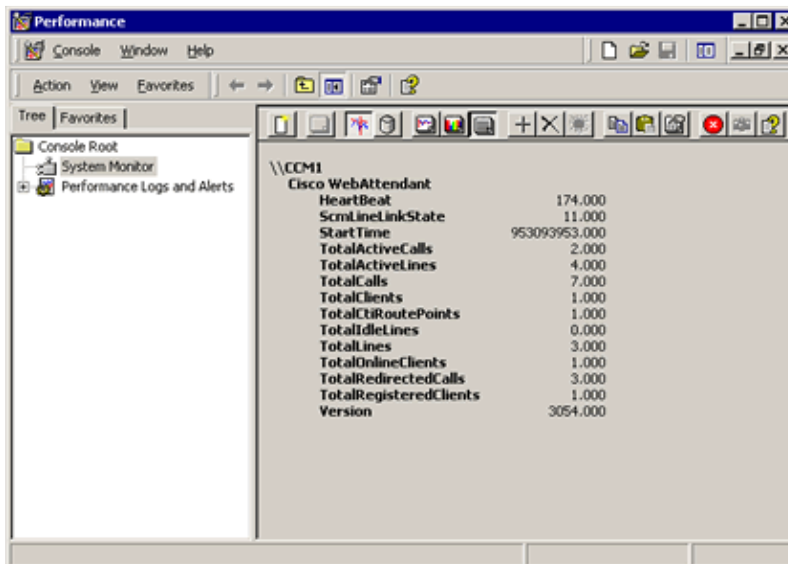 Performance
Console Window Help
Action View Favorites
Tree Favorites
Console Root
System Monitor
Performance Logs and Alerts
\\CCM1
Cisco WebAttendant
HeartBeat 174.000
ScmLineLinkState 11.000
StartTime 953093953.000
TotalActiveCalls 2.000
TotalActiveLines 4.000
TotalCalls 7.000
TotalClients 1.000
TotalCtiRoutePoints 1.000
TotalIdleLines 0.000
TotalLines 3.000
TotalOnlineClients 1.000
TotalRedirectedCalls 3.000
TotalRegisteredClients 1.000
Version 3054.000